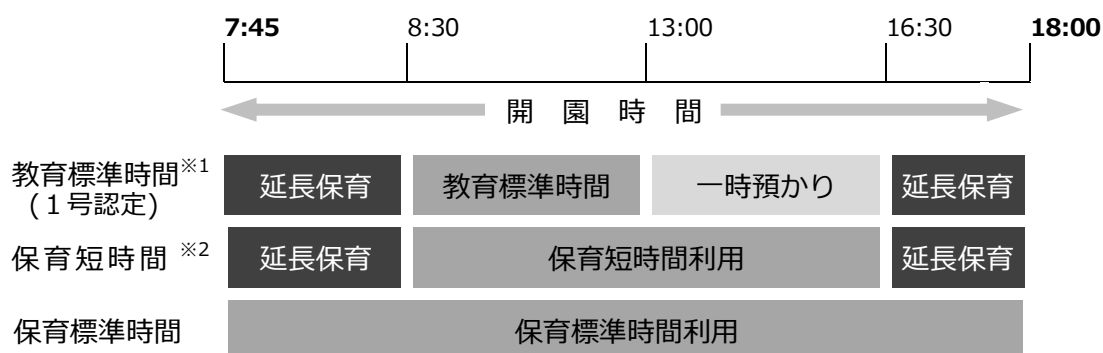 7:45 8:30 13:00 16:30 18:00
開園時間
教育標準時間※1 延長保育 教育標準時間 一時預かり 延長保育
(１号認定)
保育短時間 ※2 延長保育 保育短時間利用 延長保育
保育標準時間 保育標準時間利用